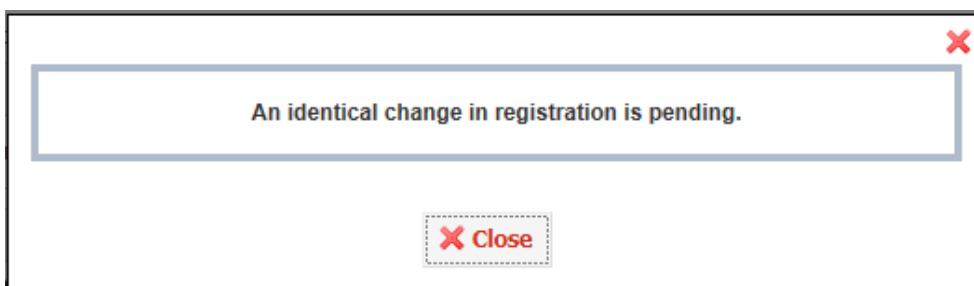 An identical change in registration is pending.
Close